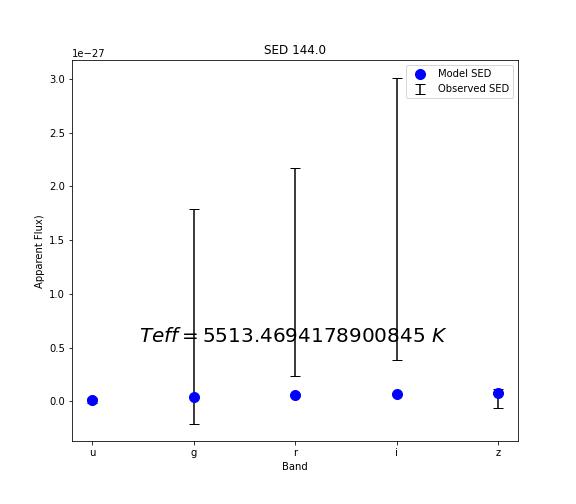 SED 144.0
1e−27
Model SED
Observed SED
3.0
2.5
2.0
1.5
1.0
0.5
0.0
Apparent Flux)
Teff = 5513.4694178900845 K
u g r i z
Band